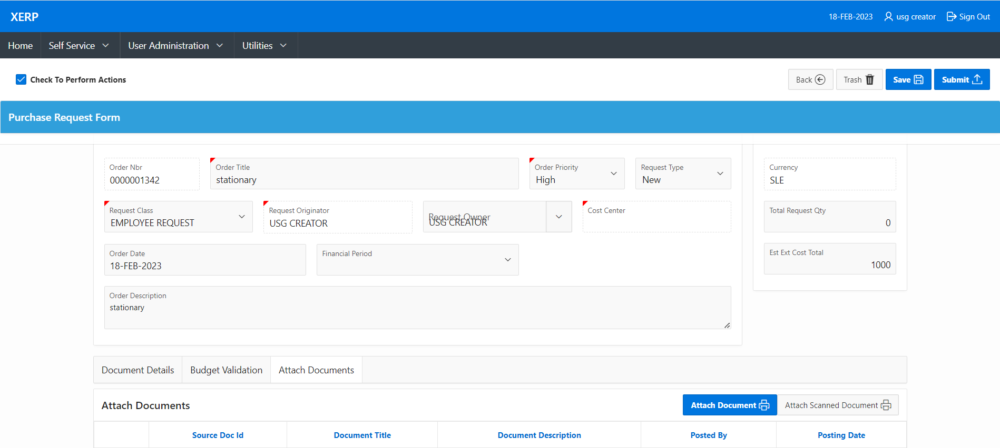 XERP
18-FEB-2023 usg creator Sign Out
Home Self Service User Administration Utilities
Check To Perform Actions
Back Trash Save Submit
Purchase Request Form
Order Nbr
0000001342
Order Title
stationary
Order Priority
High
Request Type
New
Currency
SLE
Request Class
EMPLOYEE REQUEST
Request Originator
USG CREATOR
Request Owner
USG CREATOR
Cost Center
Total Request Qty
0
Order Date
18-FEB-2023
Financial Period
Est Ext Cost Total
1000
Order Description
stationary
Document Details Budget Validation Attach Documents
Attach Documents
Attach Document Attach Scanned Document
Source Doc Id Document Title Document Description Posted By Posting Date